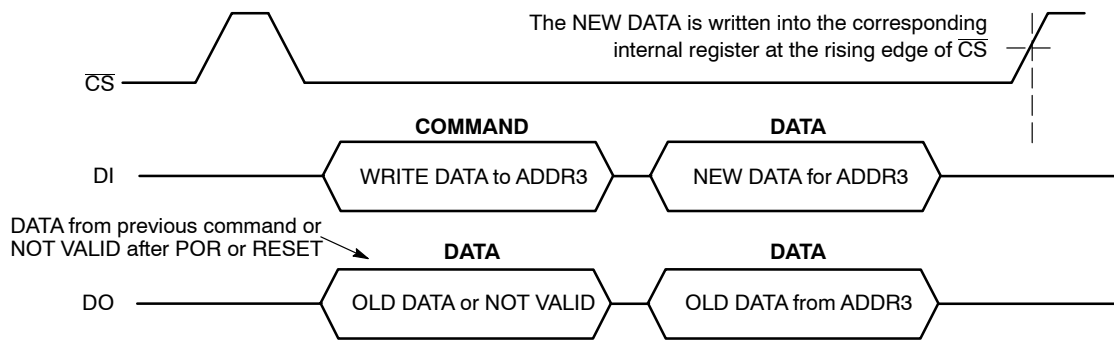 The NEW DATA is written into the corresponding
internal register at the rising edge of CS
CS
COMMAND
DATA
DI
WRITE DATA to ADDR3
NEW DATA for ADDR3
DATA from previous command or
NOT VALID after POR or RESET
DATA
DATA
DO
OLD DATA or NOT VALID
OLD DATA from ADDR3